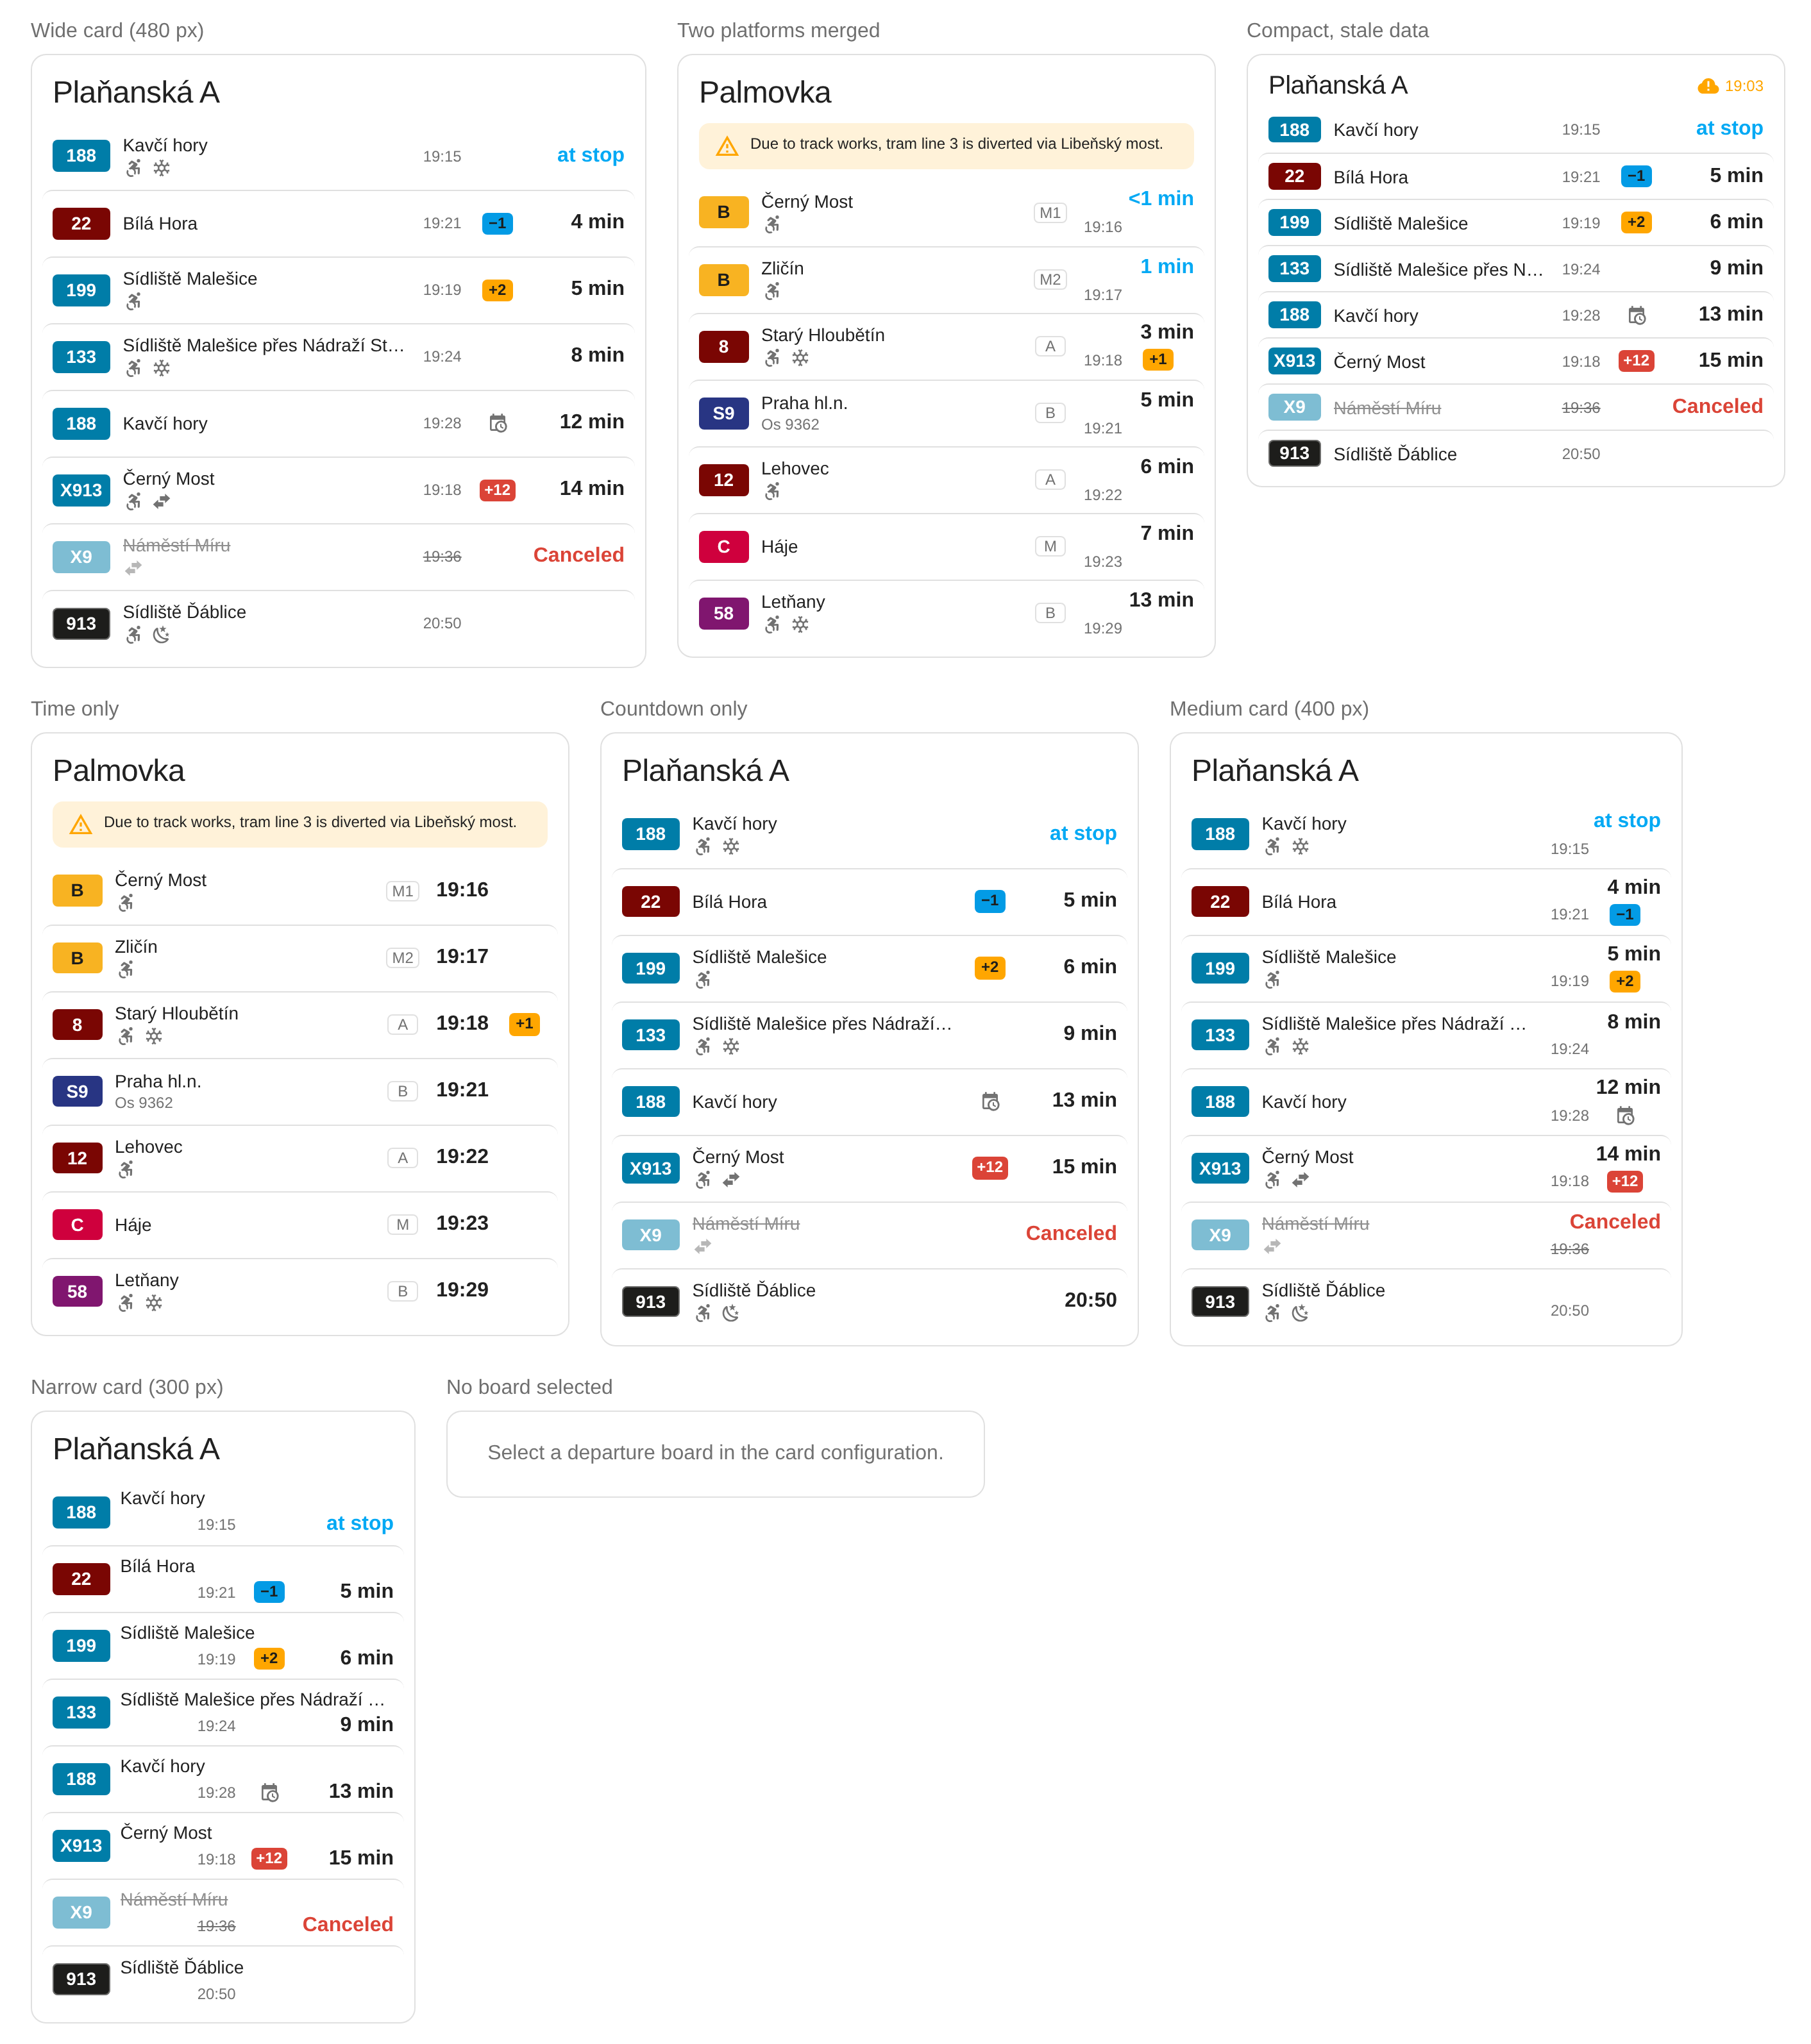 Wide card (480 px)
Plaňanská A
188 Kavčí hory 19:15 at stop
22 Bílá Hora 19:21 −1 4 min
199 Sídliště Malešice 19:19 +2 5 min
133 Sídliště Malešice přes Nádraží St… 19:24 8 min
188 Kavčí hory 19:28 12 min
X913 Černý Most 19:18 +12 14 min
X9 Náměstí Míru 19:36 Canceled
913 Sídliště Ďáblice 20:50
Two platforms merged
Palmovka
Due to track works, tram line 3 is diverted via Libeňský most.
B Černý Most M1 19:16 <1 min
B Zličín M2 19:17 1 min
8 Starý Hloubětín A 19:18 +1 3 min
S9 Praha hl.n. B 19:21 5 min
Os 9362
12 Lehovec A 19:22 6 min
C Háje M 19:23 7 min
58 Letňany B 19:29 13 min
Compact, stale data
Plaňanská A 19:03
188 Kavčí hory 19:15 at stop
22 Bílá Hora 19:21 −1 5 min
199 Sídliště Malešice 19:19 +2 6 min
133 Sídliště Malešice přes N… 19:24 9 min
188 Kavčí hory 19:28 13 min
X913 Černý Most 19:18 +12 15 min
X9 Náměstí Míru 19:36 Canceled
913 Sídliště Ďáblice 20:50
Time only
Palmovka
Due to track works, tram line 3 is diverted via Libeňský most.
B Černý Most M1 19:16
B Zličín M2 19:17
8 Starý Hloubětín A 19:18 +1
S9 Praha hl.n. B 19:21
Os 9362
12 Lehovec A 19:22
C Háje M 19:23
58 Letňany B 19:29
Countdown only
Plaňanská A
188 Kavčí hory at stop
22 Bílá Hora −1 5 min
199 Sídliště Malešice +2 6 min
133 Sídliště Malešice přes Nádraží… 9 min
188 Kavčí hory 13 min
X913 Černý Most +12 15 min
X9 Náměstí Míru Canceled
913 Sídliště Ďáblice 20:50
Medium card (400 px)
Plaňanská A
188 Kavčí hory 19:15 at stop
22 Bílá Hora 19:21 −1 4 min
199 Sídliště Malešice 19:19 +2 5 min
133 Sídliště Malešice přes Nádraží … 19:24 8 min
188 Kavčí hory 19:28 12 min
X913 Černý Most 19:18 +12 14 min
X9 Náměstí Míru 19:36 Canceled
913 Sídliště Ďáblice 20:50
Narrow card (300 px)
Plaňanská A
188 Kavčí hory
19:15 at stop
22 Bílá Hora
19:21 −1 5 min
199 Sídliště Malešice
19:19 +2 6 min
133 Sídliště Malešice přes Nádraží …
19:24 9 min
188 Kavčí hory
19:28 13 min
X913 Černý Most
19:18 +12 15 min
X9 Náměstí Míru
19:36 Canceled
913 Sídliště Ďáblice
20:50
No board selected
Select a departure board in the card configuration.